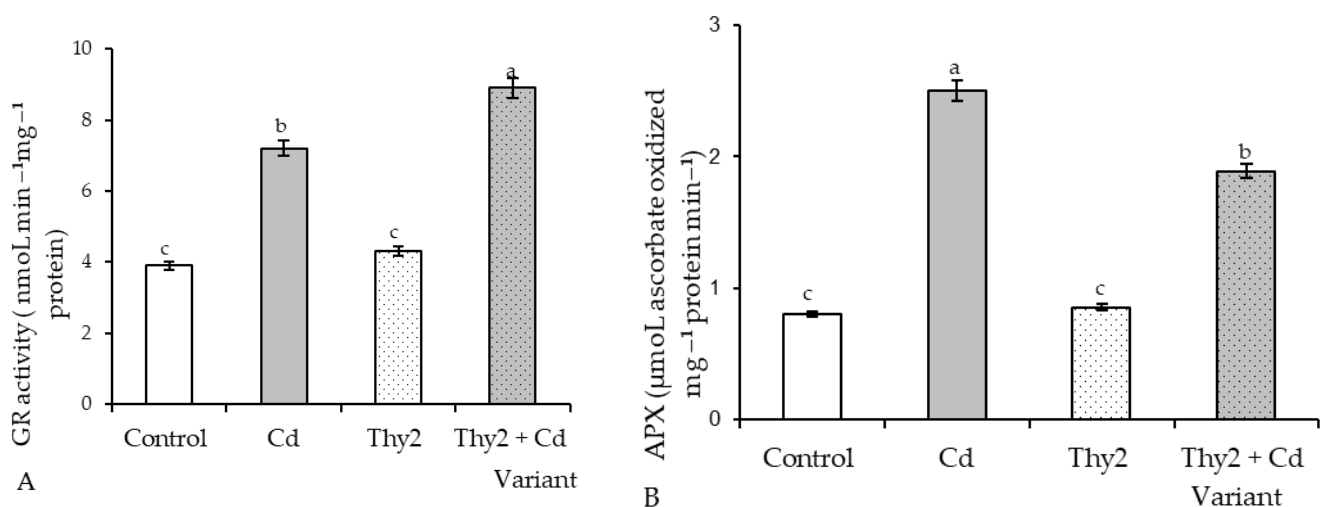 GR activity ( nmoL min −1mg−1
protein)
10
8
6
4
2
0
c
b
c
a
Control
Cd
Thy2
Thy2 + Cd
Variant
A
APX (μmoL ascorbate oxidized
mg −1 protein min−1)
3
2
1
0
c
a
c
b
Control
Cd
Thy2
Thy2 + Cd
Variant
B